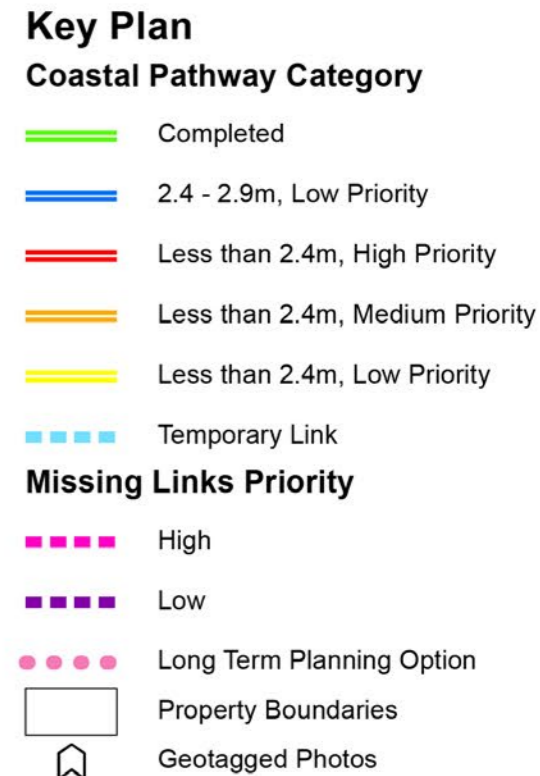 Key Plan
Coastal Pathway Category
Completed
2.4 - 2.9m, Low Priority
Less than 2.4m, High Priority
Less than 2.4m, Medium Priority
Less than 2.4m, Low Priority
Temporary Link
Missing Links Priority
High
Low
Long Term Planning Option
Property Boundaries
Geotagged Photos